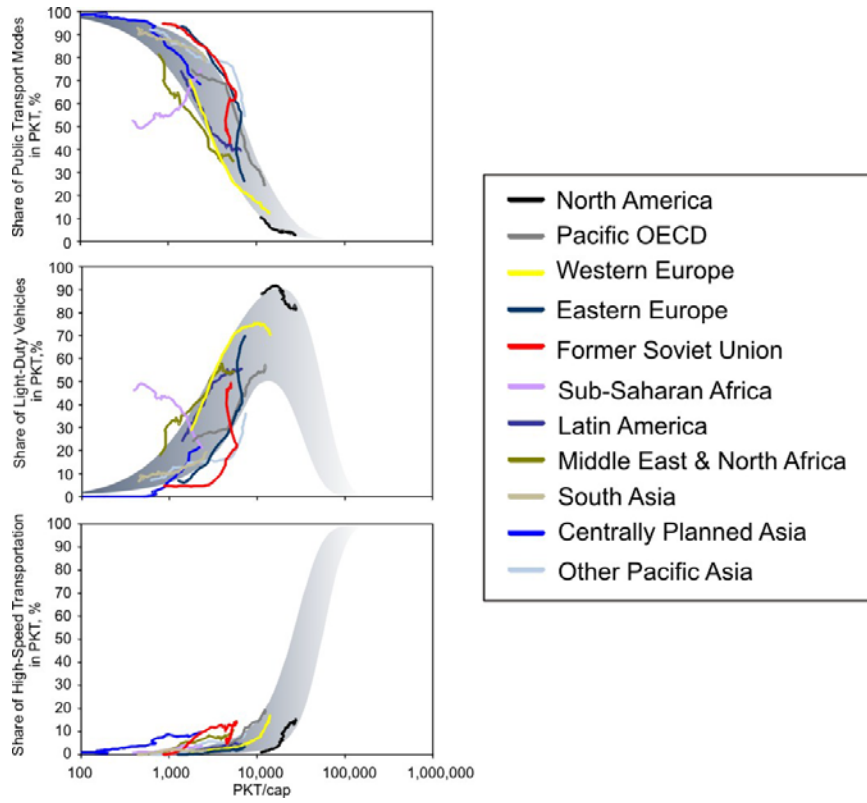 Share of Public Transport Modes
in PKT, %
100
90
80
70
60
50
40
30
20
10
0
Share of Light-Duty Vehicles
in PKT,%
100
90
80
70
60
50
40
30
20
10
0
Share of High-Speed Transportation
in PKT, %
100
90
80
70
60
50
40
30
20
10
0
100
1,000
10,000
100,000
1,000,000
PKT/cap
North America
Pacific OECD
Western Europe
Eastern Europe
Former Soviet Union
Sub-Saharan Africa
Latin America
Middle East & North Africa
South Asia
Centrally Planned Asia
Other Pacific Asia